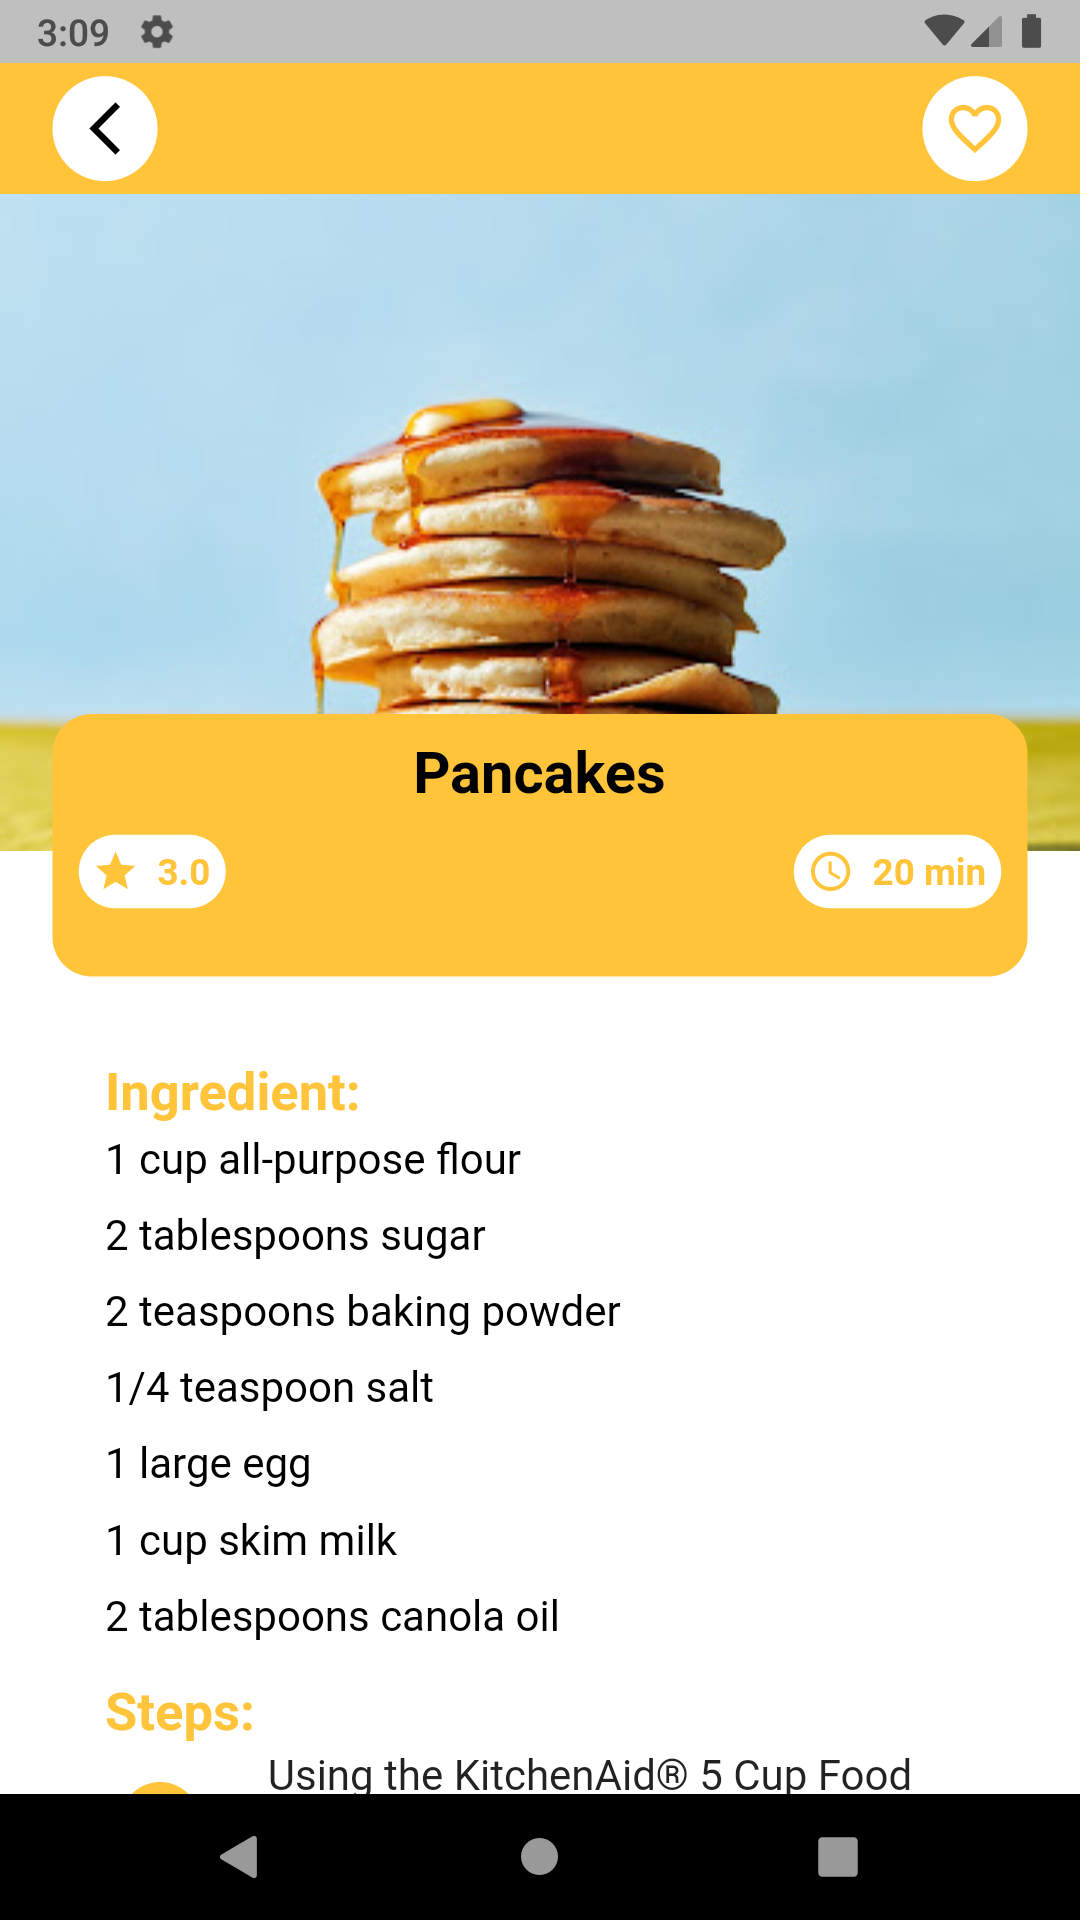 3:09
Pancakes
3.0
20 min
Ingredient:
1 cup all-purpose flour
2 tablespoons sugar
2 teaspoons baking powder
1/4 teaspoon salt
1 large egg
1 cup skim milk
2 tablespoons canola oil
Steps:
Using the KitchenAid® 5 Cup Food